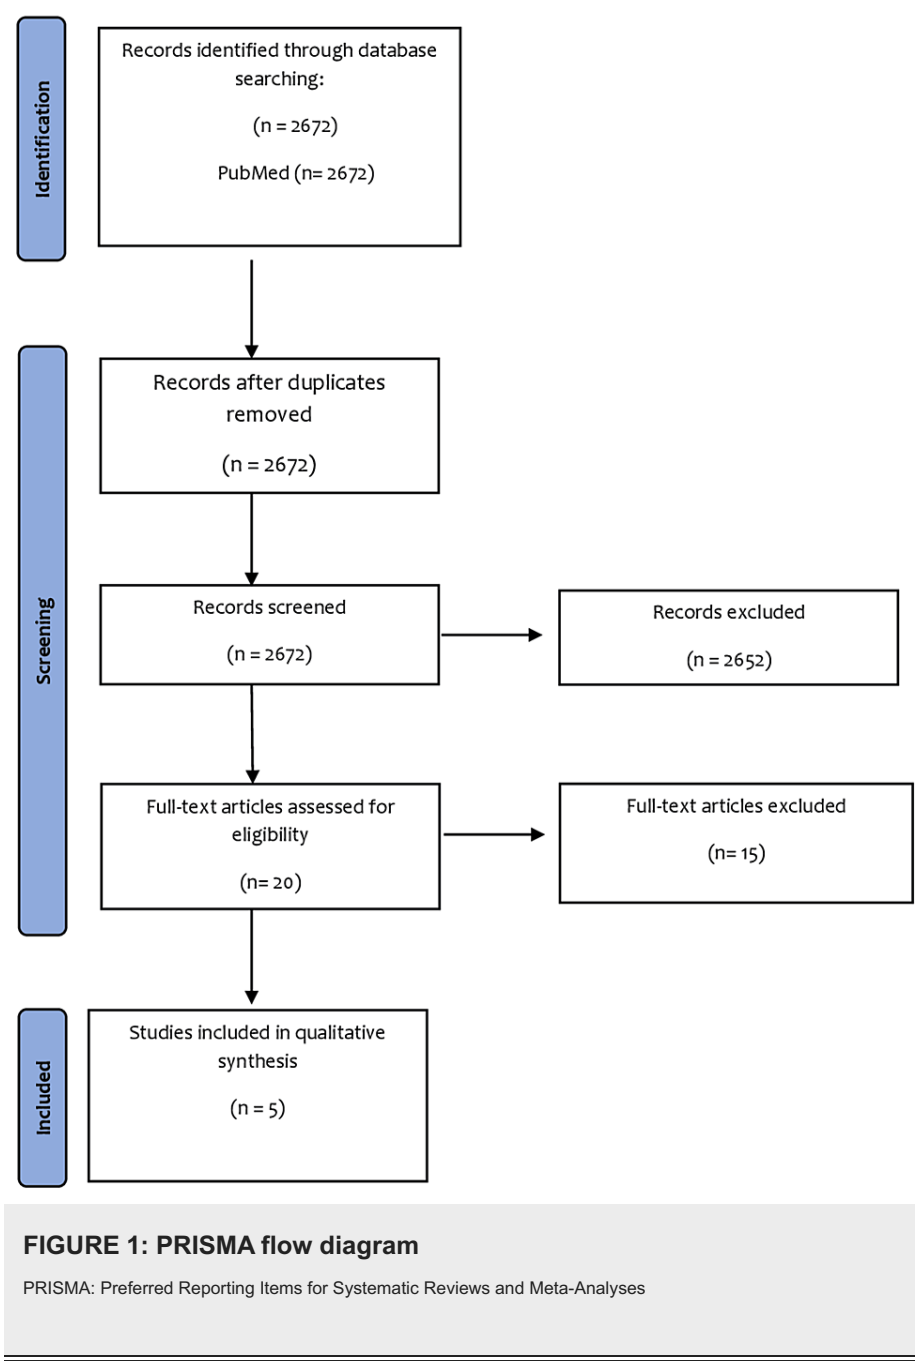 Identification
Records identified through database
searching:
(n = 2672)
PubMed (n= 2672)
Screening
Records after duplicates
removed
(n = 2672)
Records screened
(n = 2672)
Records excluded
(n = 2652)
Full-text articles assessed for
eligibility
(n= 20)
Full-text articles excluded
(n= 15)
Included
Studies included in qualitative
synthesis
(n = 5)
FIGURE 1: PRISMA flow diagram
PRISMA: Preferred Reporting Items for Systematic Reviews and Meta-Analyses